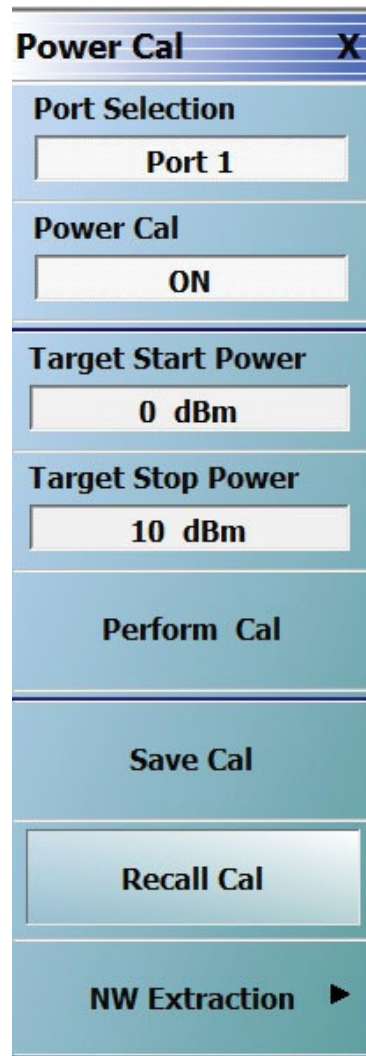 Power Cal X
Port Selection
Port 1
Power Cal
ON
Target Start Power
0 dBm
Target Stop Power
10 dBm
Perform Cal
Save Cal
Recall Cal
NW Extraction